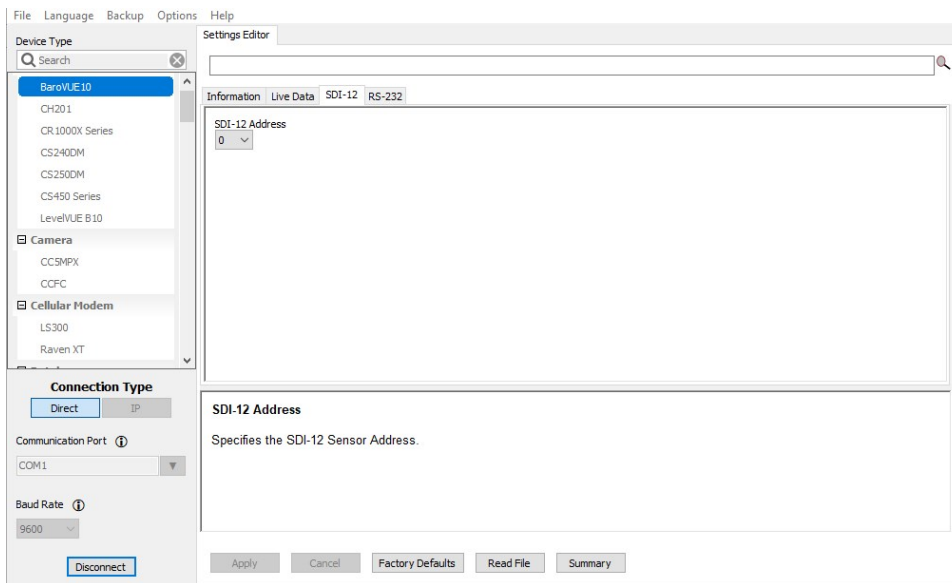 File Language Backup Options Help
Device Type
Search
BaroVUE10
CH201
CR1000X Series
CS240DM
CS250DM
CS450 Series
LevelVUE B10
Camera
CC5MPX
CCFC
Cellular Modem
LS300
Raven XT
Connection Type
Direct IP
Communication Port
COM1
Baud Rate
9600
Disconnect
Settings Editor
Information Live Data SDI-12 RS-232
SDI-12 Address
0
SDI-12 Address
Specifies the SDI-12 Sensor Address.
Apply Cancel Factory Defaults Read File Summary